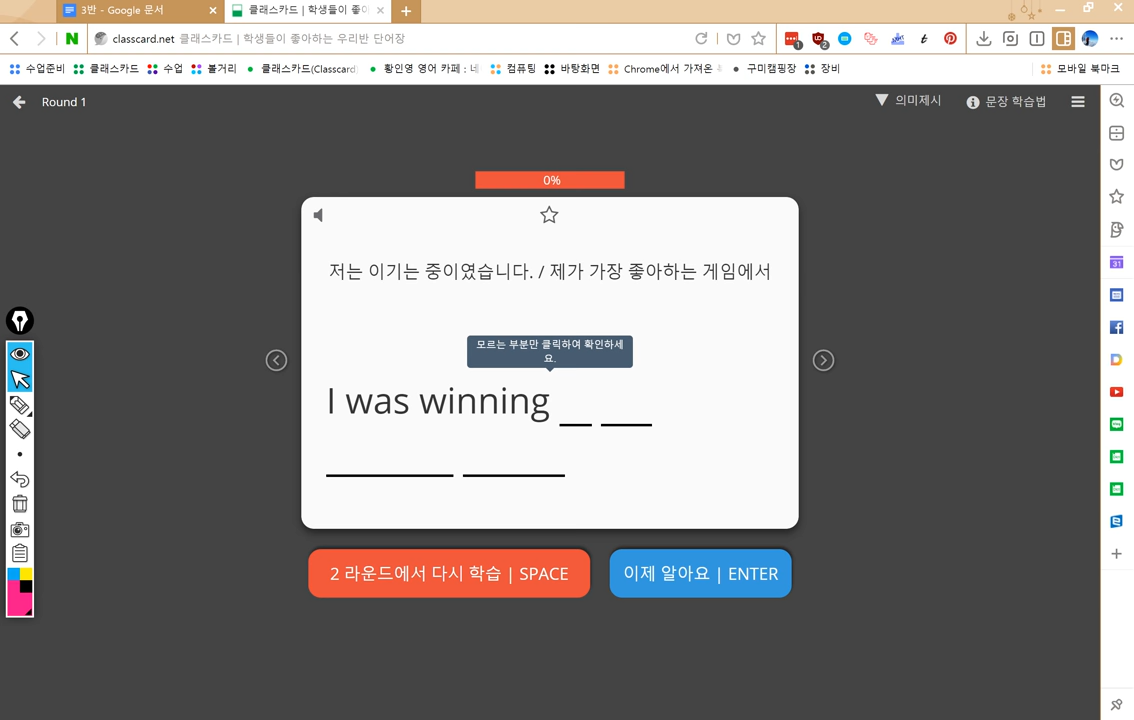 3반 - Google 문서
클래스카드 | 학생들이 좋아
classcard.net 클래스카드 | 학생들이 좋아하는 우리반 단어장
수업준비 클래스카드 수업 볼거리 클래스카드(Classcard 황인영 영어 카페 : 네 컴퓨팅 바탕화면 Chrome에서 가져온 구미캠핑장 장비 모바일 북마크
Round 1 의미제시 문장 학습법
0%
저는 이기는 중이였습니다. / 제가 가장 좋아하는 게임에서
모르는 부분만 클릭하여 확인하세
요.
I was winning __ ___
_______ ______
2 라운드에서 다시 학습 | SPACE
이제 알아요 | ENTER